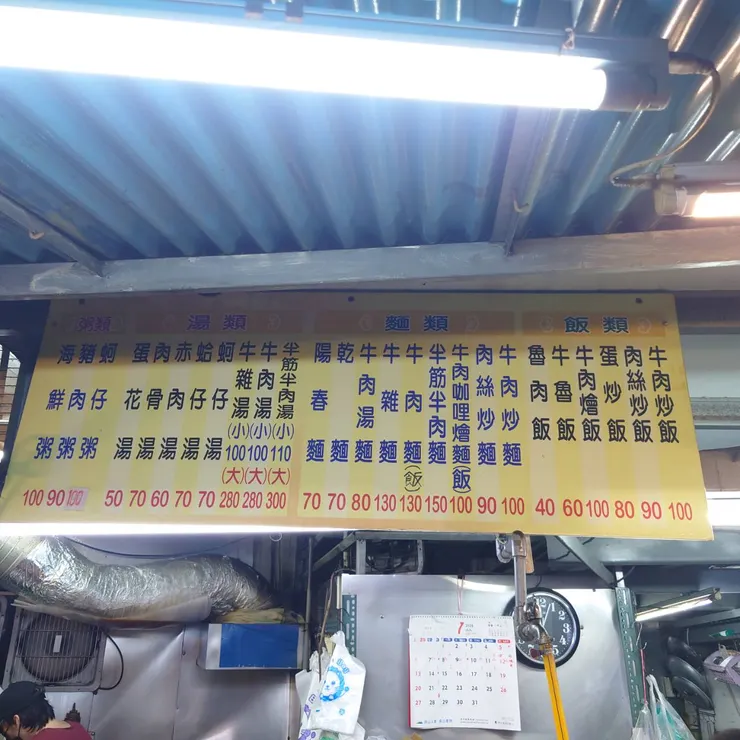 粥類
海鮮粥 100
豬肉粥 90
蚵仔粥 100
湯類
蛋花湯 50
肉骨湯 70
赤肉湯 60
蛤仔湯 70
蚵仔湯 70
牛雜湯(小)100(大)280
牛肉湯(小)100(大)280
半筋半肉湯(小)110(大)300
麵類
陽春麵 70
乾麵 70
牛肉湯麵 80
牛雜麵 130
牛肉麵(飯) 130
半筋半肉麵 150
牛肉咖哩燴麵(飯) 100
肉絲炒麵 90
牛肉炒麵 100
飯類
魯肉飯 40
牛魯飯 60
牛肉燴飯 100
蛋炒飯 80
肉絲炒飯 90
牛肉炒飯 100